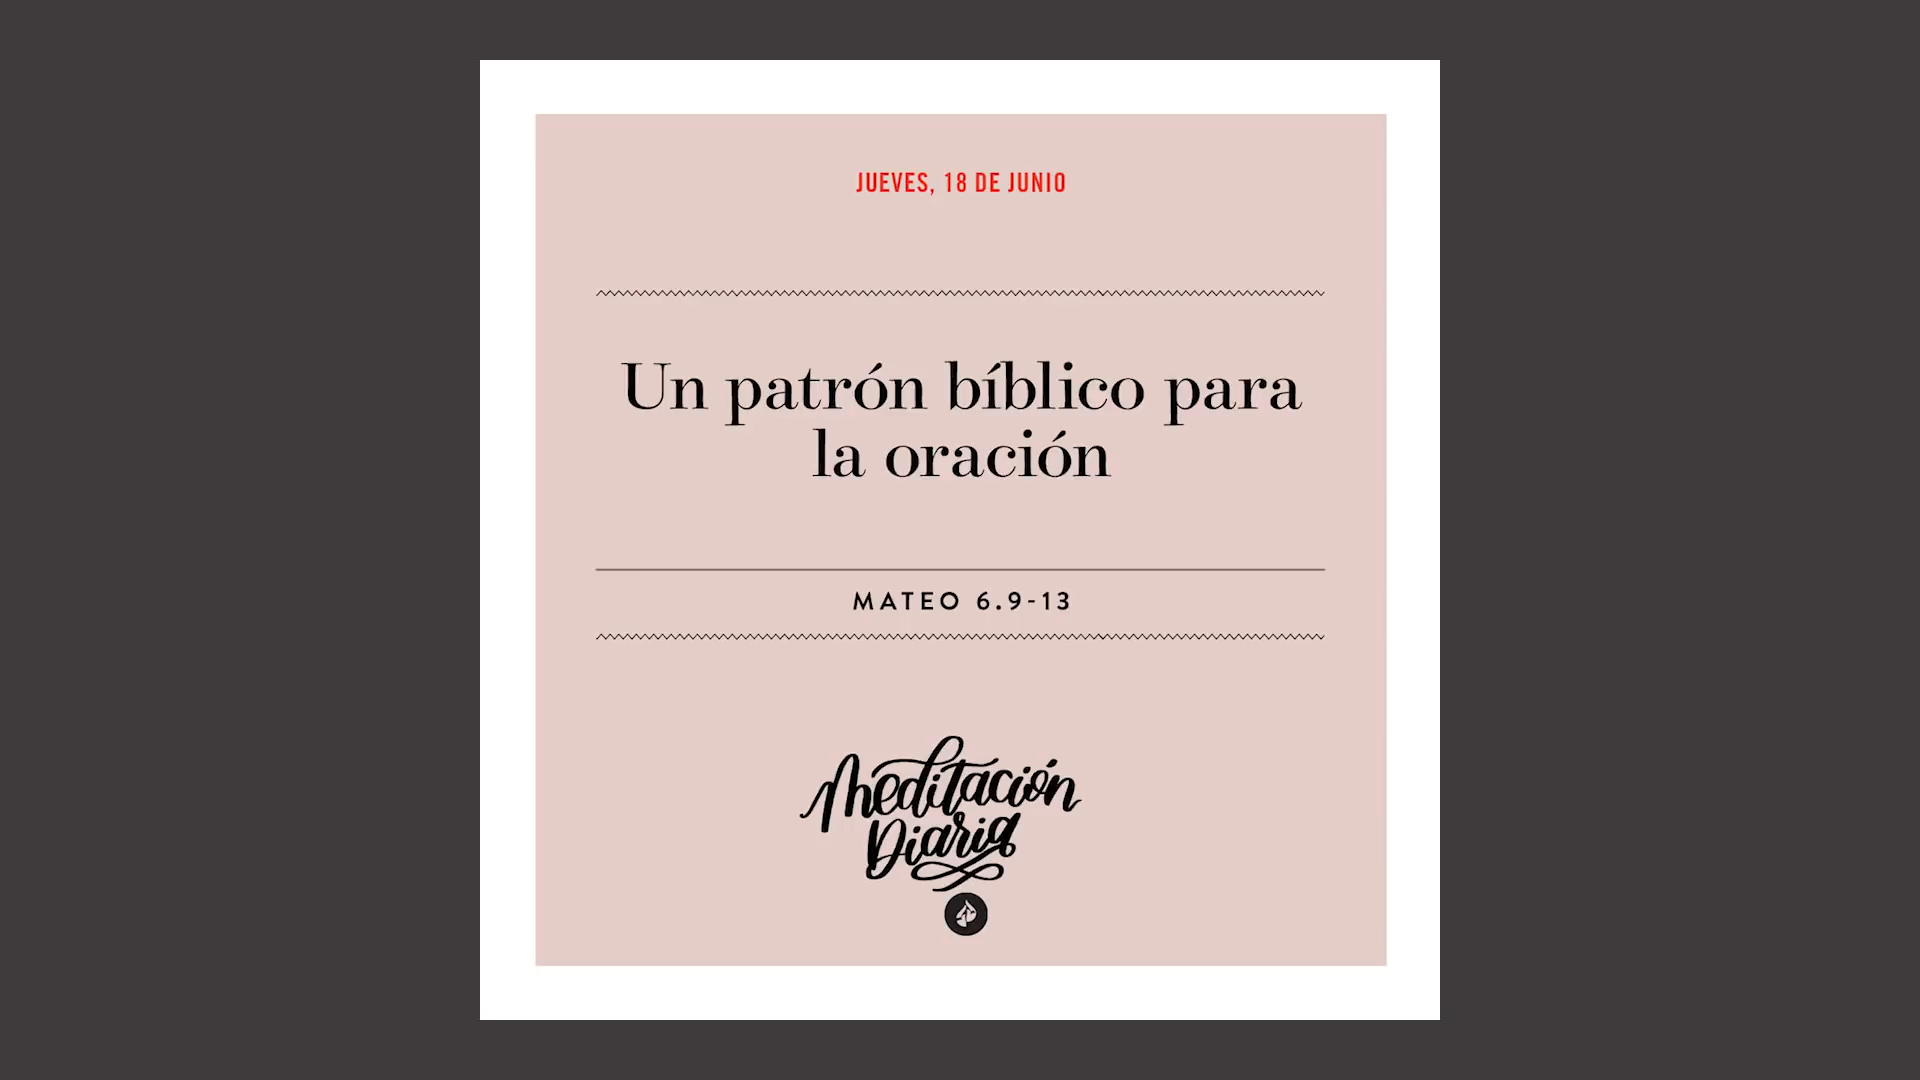 JUEVES, 18 DE JUNIO
Un patrón bíblico para
la oración
MATEO 6.9-13
Meditación
Diaria